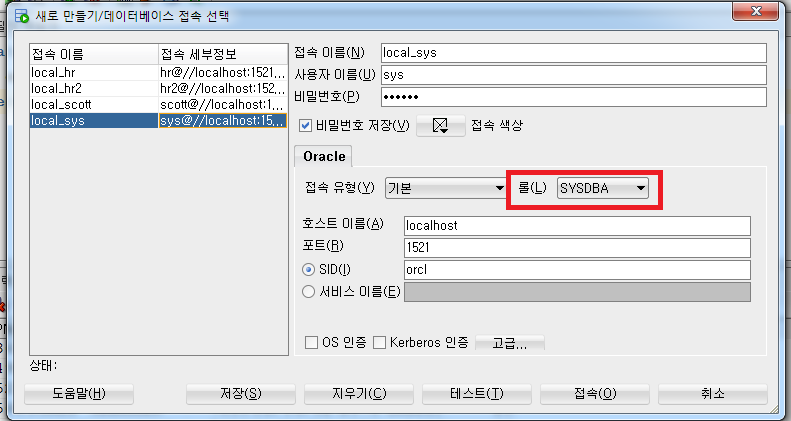 새로 만들기/데이터베이스 접속 선택
접속 이름 접속 세부정보
local_hr hr@//localhost:1521,...
local_hr2 hr2@//localhost:152...
local_scott scott@//localhost:1...
local_sys sys@//localhost:15...
접속 이름(N) local_sys
사용자 이름(U) sys
비밀번호(P) ••••••
비밀번호 저장(V) 접속 색상
Oracle
접속 유형(Y) 기본 롤(L) SYSDBA
호스트 이름(A) localhost
포트(R) 1521
SID(I) orcl
서비스 이름(E)
OS 인증 Kerberos 인증 고급...
상태:
도움말(H) 저장(S) 지우기(C) 테스트(T) 접속(O) 취소